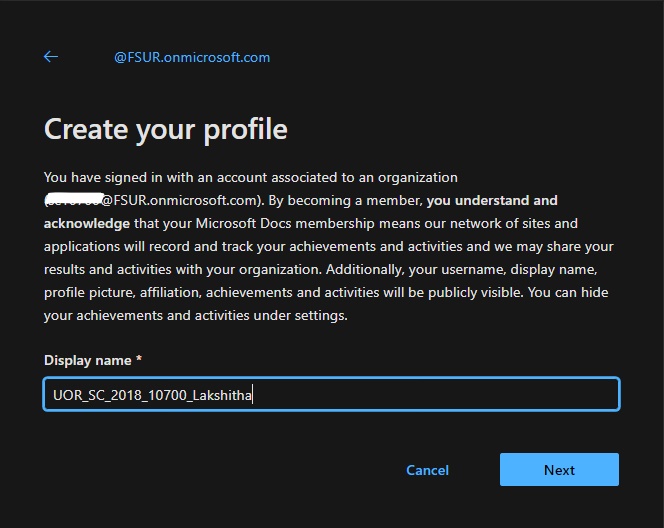 @FSUR.onmicrosoft.com
Create your profile
You have signed in with an account associated to an organization
@FSUR.onmicrosoft.com). By becoming a member, you understand and
acknowledge that your Microsoft Docs membership means our network of sites and
applications will record and track your achievements and activities and we may share your
results and activities with your organization. Additionally, your username, display name,
profile picture, affiliation, achievements and activities will be publicly visible. You can hide
your achievements and activities under settings.
Display name *
UOR_SC_2018_10700_Lakshitha
Cancel Next